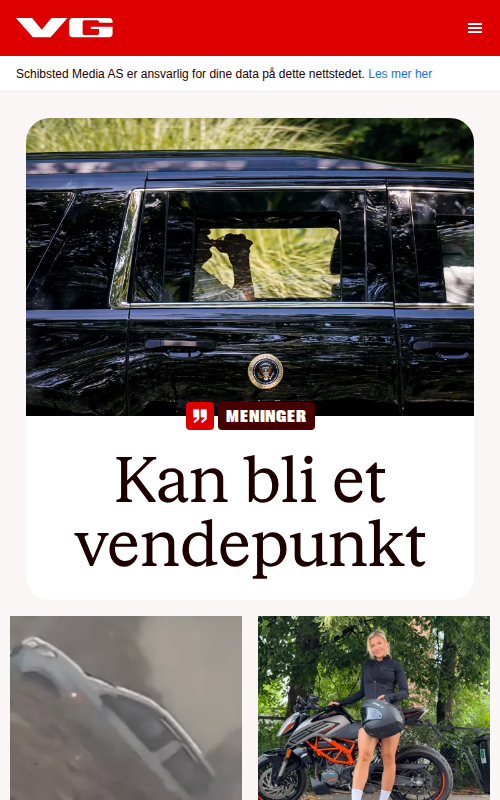 VG
Schibsted Media AS er ansvarlig for dine data på dette nettstedet. Les mer her
MENINGER
Kan bli et
vendepunkt